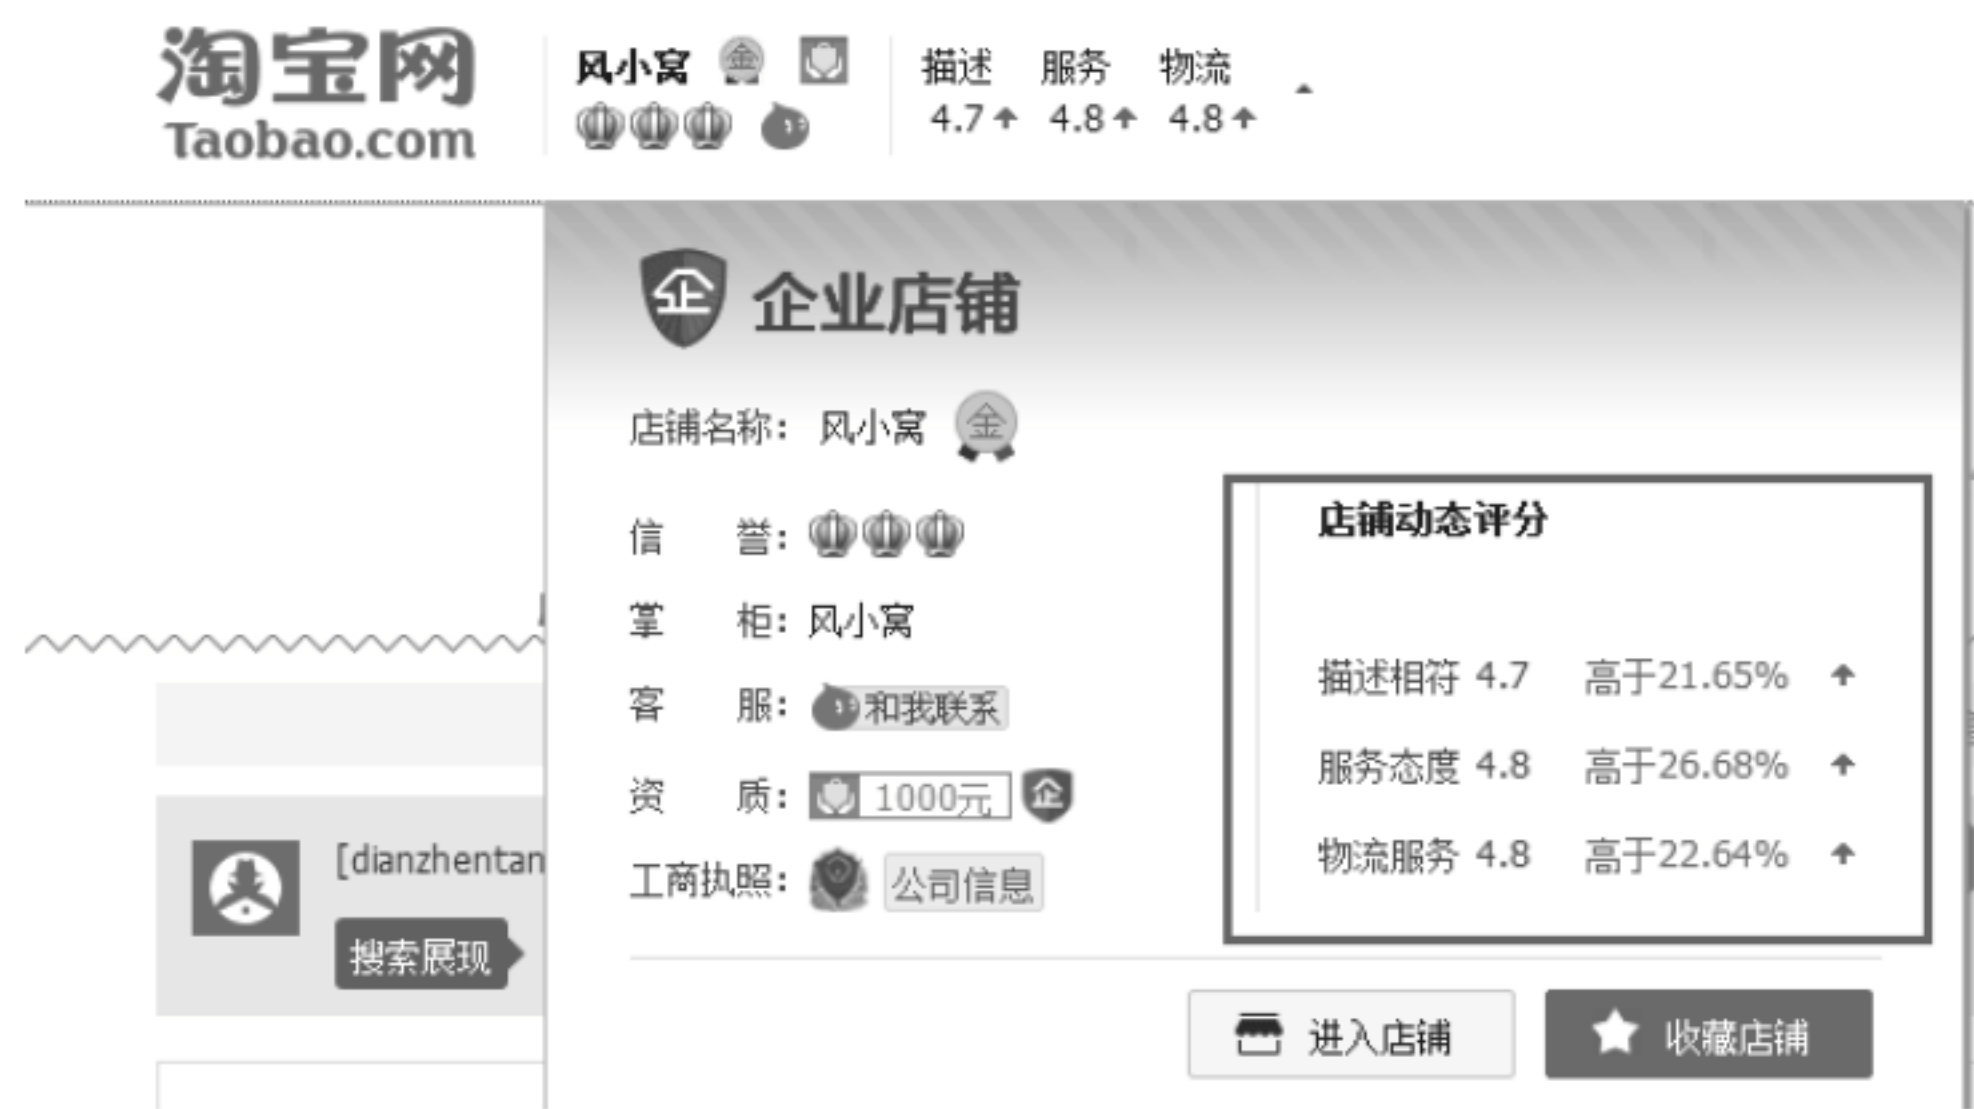 淘宝网
Taobao.com
风小窝 金
描述 服务 物流
4.7 4.8 4.8
企 企业店铺
店铺名称： 风小窝 金
信誉：
掌柜：风小窝
客服：和我联系
资质：1000元 企
工商执照：公司信息
店铺动态评分
描述相符 4.7 高于21.65%
服务态度 4.8 高于26.68%
物流服务 4.8 高于22.64%
[dianzhentan
搜索展现
进入店铺
收藏店铺